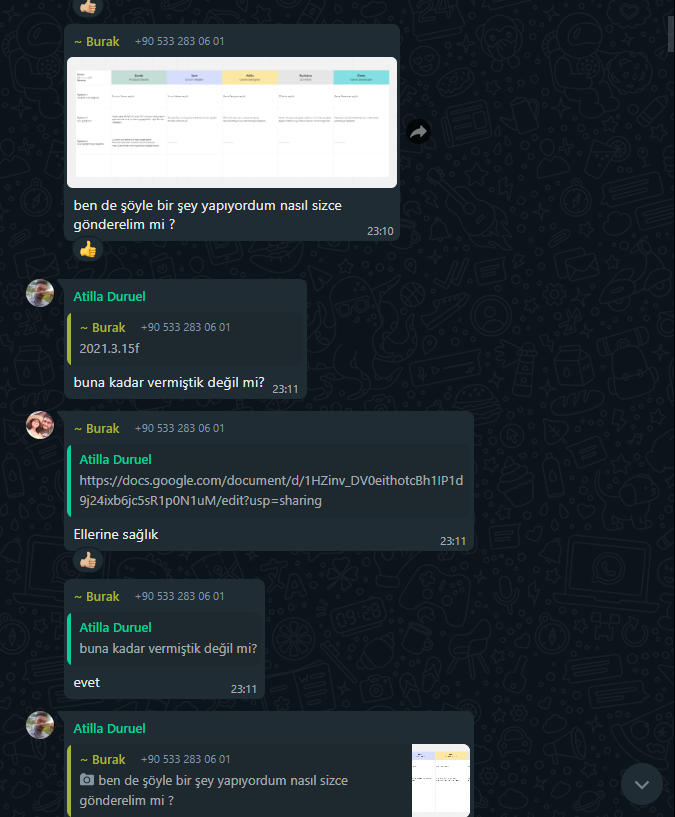 ~ Burak +90 533 283 06 01
ben de şöyle bir şey yapıyordum nasıl sizce
gönderelim mi ?
23:10
Atilla Duruel
~ Burak +90 533 283 06 01
2021.3.15f
buna kadar vermiştik değil mi?
23:11
~ Burak +90 533 283 06 01
Atilla Duruel
https://docs.google.com/document/d/1HZinv_DV0eithotcBh1IP1d
9j24ixb6jc5sR1p0N1uM/edit?usp=sharing
Ellerine sağlık
23:11
~ Burak +90 533 283 06 01
Atilla Duruel
buna kadar vermiştik değil mi?
evet
23:11
Atilla Duruel
~ Burak +90 533 283 06 01
ben de şöyle bir şey yapıyordum nasıl sizce
gönderelim mi ?